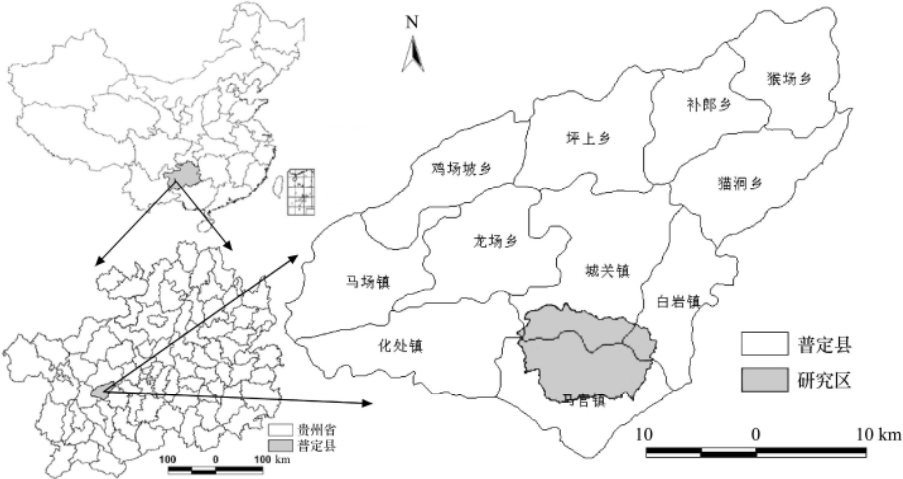 N
猴场乡
补郎乡
坪上乡
鸡场坡乡
猫洞乡
龙场乡
城关镇
马场镇
白岩镇
化处镇
马官镇
普定县
研究区
10 0 10 km
贵州省
普定县
100 0 100 km